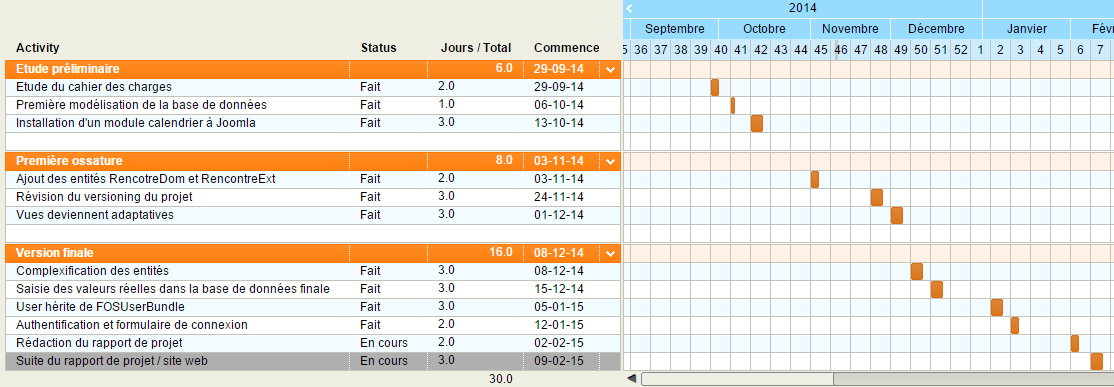 2014
Septembre Octobre Novembre Décembre Janvier Févr
Activity Status Jours / Total Commence
36 37 38 39 40 41 42 43 44 45 46 47 48 49 50 51 52 1 2 3 4 5 6 7
Etude préliminaire 6.0 29-09-14
Etude du cahier des charges Fait 2.0 29-09-14
Première modélisation de la base de données Fait 1.0 06-10-14
Installation d'un module calendrier à Joomla Fait 3.0 13-10-14
Première ossature 8.0 03-11-14
Ajout des entités RencotreDom et RencontreExt Fait 2.0 03-11-14
Révision du versioning du projet Fait 3.0 24-11-14
Vues deviennent adaptatives Fait 3.0 01-12-14
Version finale 16.0 08-12-14
Complexification des entités Fait 3.0 08-12-14
Saisie des valeurs réelles dans la base de données finale Fait 3.0 15-12-14
User hérite de FOSUserBundle Fait 3.0 05-01-15
Authentification et formulaire de connexion Fait 2.0 12-01-15
Rédaction du rapport de projet En cours 2.0 02-02-15
Suite du rapport de projet / site web En cours 3.0 09-02-15
30.0